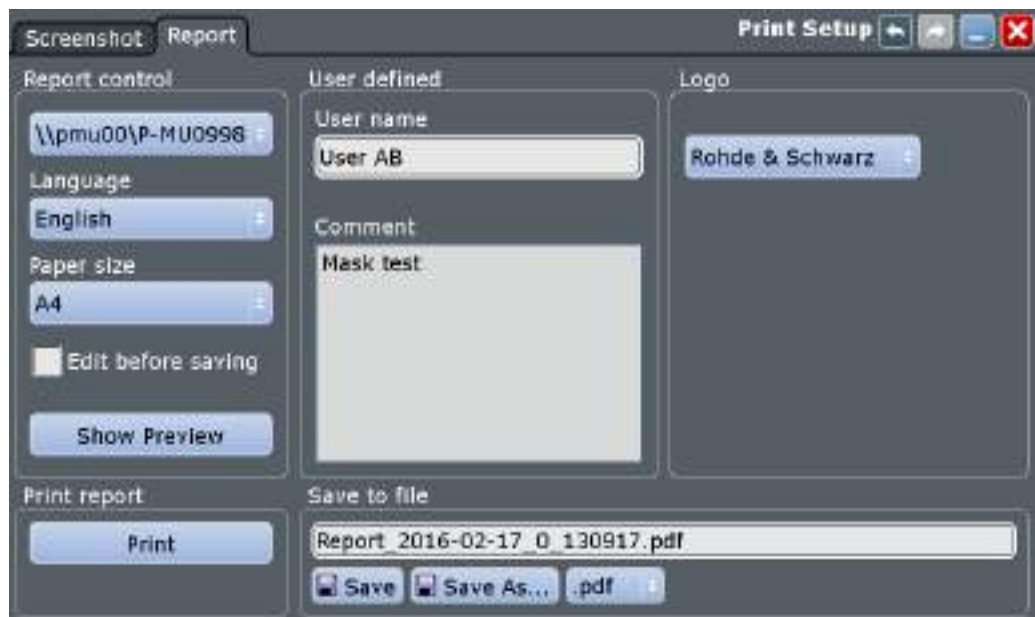 Screenshot
Report
Print Setup
Report control
\\pmu00\P-MU0998
Language
English
Paper size
A4
Edit before saving
Show Preview
User defined
User name
User AB
Comment
Mask test
Logo
Rohde & Schwarz
Print report
Print
Save to file
Report_2016-02-17_0_130917.pdf
Save
Save As...
.pdf